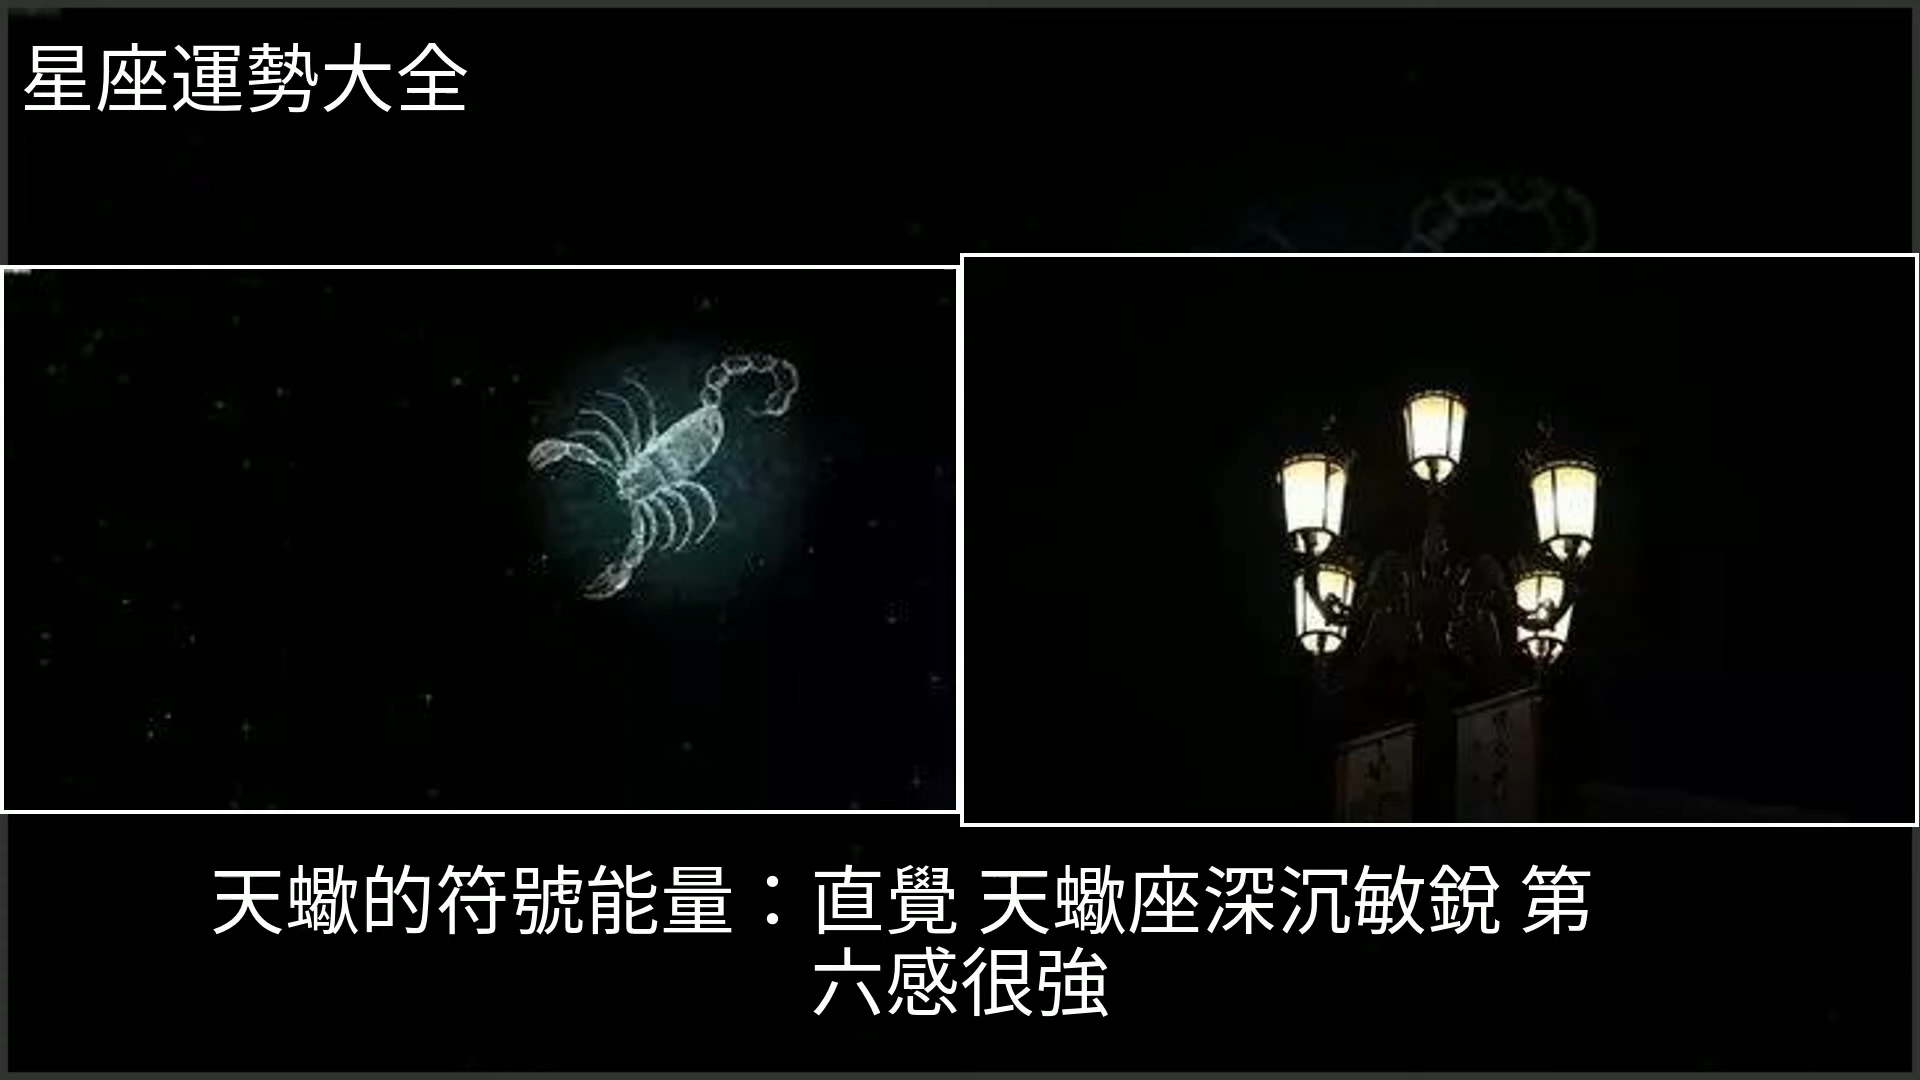 星座運勢大全
天蠍的符號能量：直覺 天蠍座深沉敏銳 第
六感很強